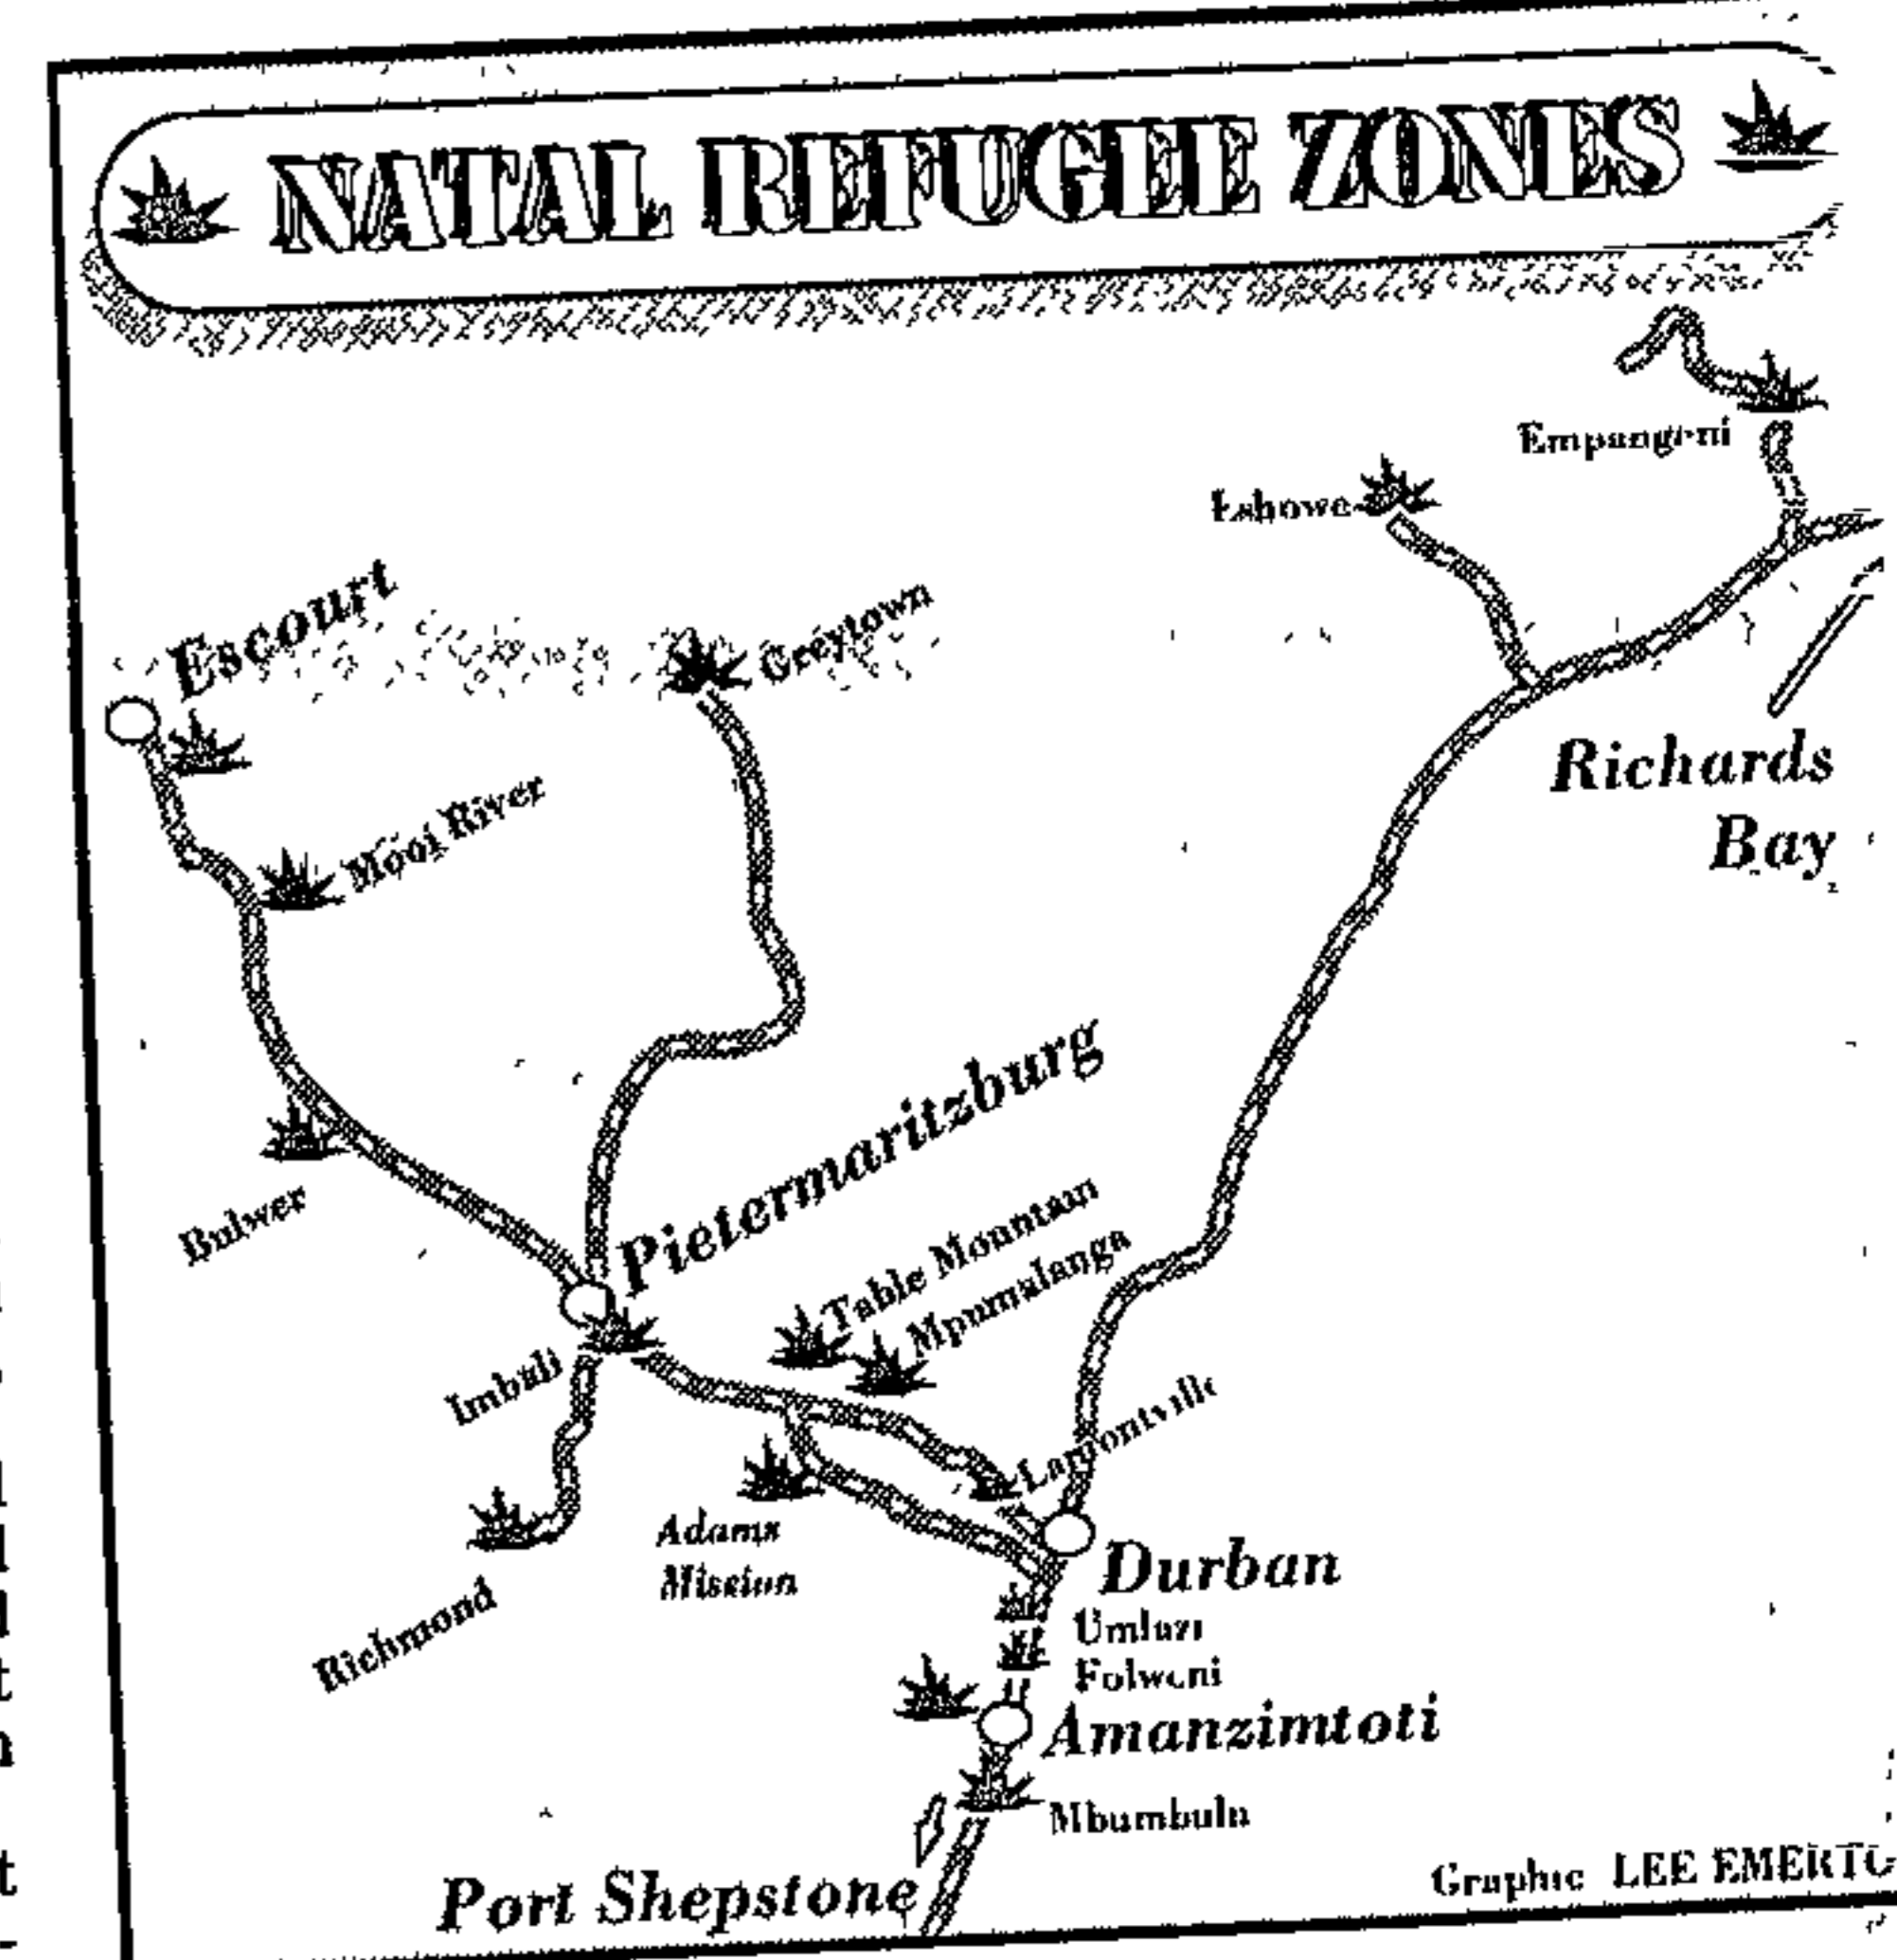 NATAL REFUGEE ZONES
Empangeni
Eshowe
Escourt
Greytown
Richards
Bay
Mooi River
Pietermaritzburg
Bulwer
Table Mountain
Mpumalanga
Imbali
Lamontville
Adams
Mission
Durban
Richmond
Umlazi
Folweni
Amanzimtoti
Mbumbulu
Port Shepstone
Graphic LEE